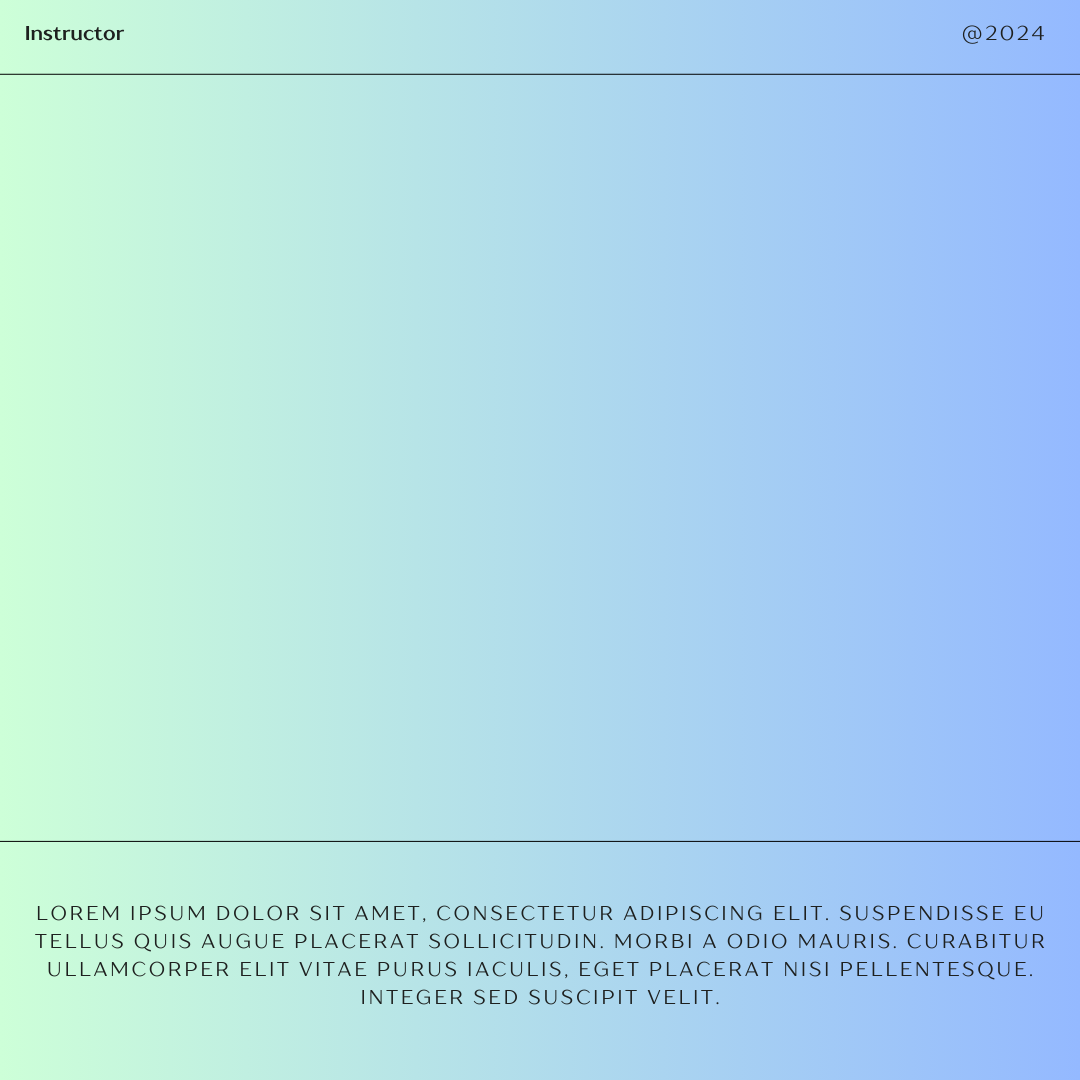 Instructor
@2024
LOREM IPSUM DOLOR SIT AMET, CONSECTETUR ADIPISCING ELIT. SUSPENDISSE EU
TELLUS QUIS AUGUE PLACERAT SOLLICITUDIN. MORBI A ODIO MAURIS. CURABITUR
ULLAMCORPER ELIT VITAE PURUS IACULIS, EGET PLACERAT NISI PELLENTESQUE.
INTEGER SED SUSCIPIT VELIT.